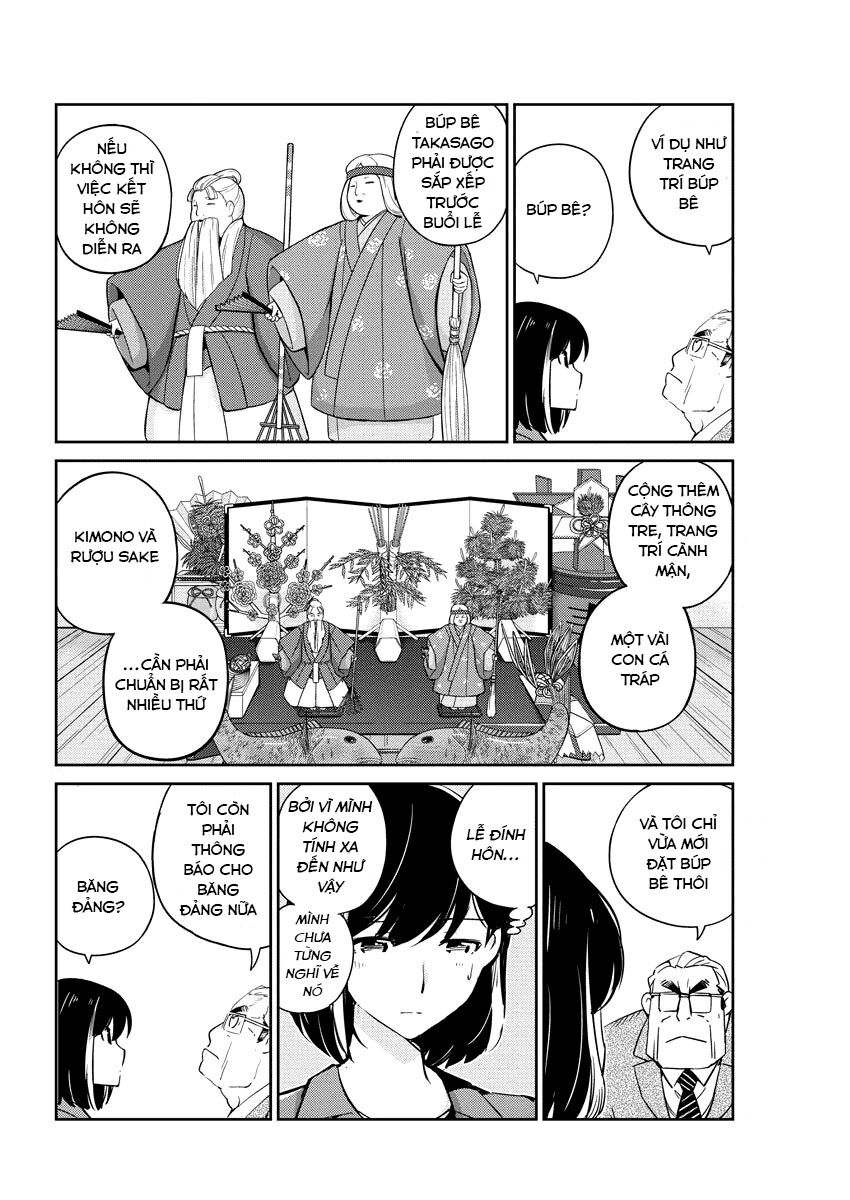 VÍ DỤ NHƯ
TRANG
TRÍ BÚP
BÊ
BÚP BÊ?
BÚP BÊ
TAKASAGO
PHẢI ĐƯỢC
SẮP XẾP
TRƯỚC
BUỔI LỄ
NẾU
KHÔNG THÌ
VIỆC KẾT
HÔN SẼ
KHÔNG
DIỄN RA
CỘNG THÊM
CÂY THÔNG
TRE, TRANG
TRÍ CÀNH
MẬN,
MỘT VÀI
CON CÁ
TRÁP
KIMONO VÀ
RƯỢU SAKE
...CẦN PHẢI
CHUẨN BỊ RẤT
NHIỀU THỨ
VÀ TÔI CHỈ
VỪA MỚI
ĐẶT BÚP
BÊ THÔI
LỄ ĐÍNH
HÔN...
BỞI VÌ MÌNH
KHÔNG
TÍNH XA
ĐẾN NHƯ
VẬY
MÌNH
CHƯA
TỪNG
NGHĨ VỀ
NÓ
TÔI CÒN
PHẢI
THÔNG
BÁO CHO
BĂNG
ĐẢNG NỮA
BĂNG
ĐẢNG?